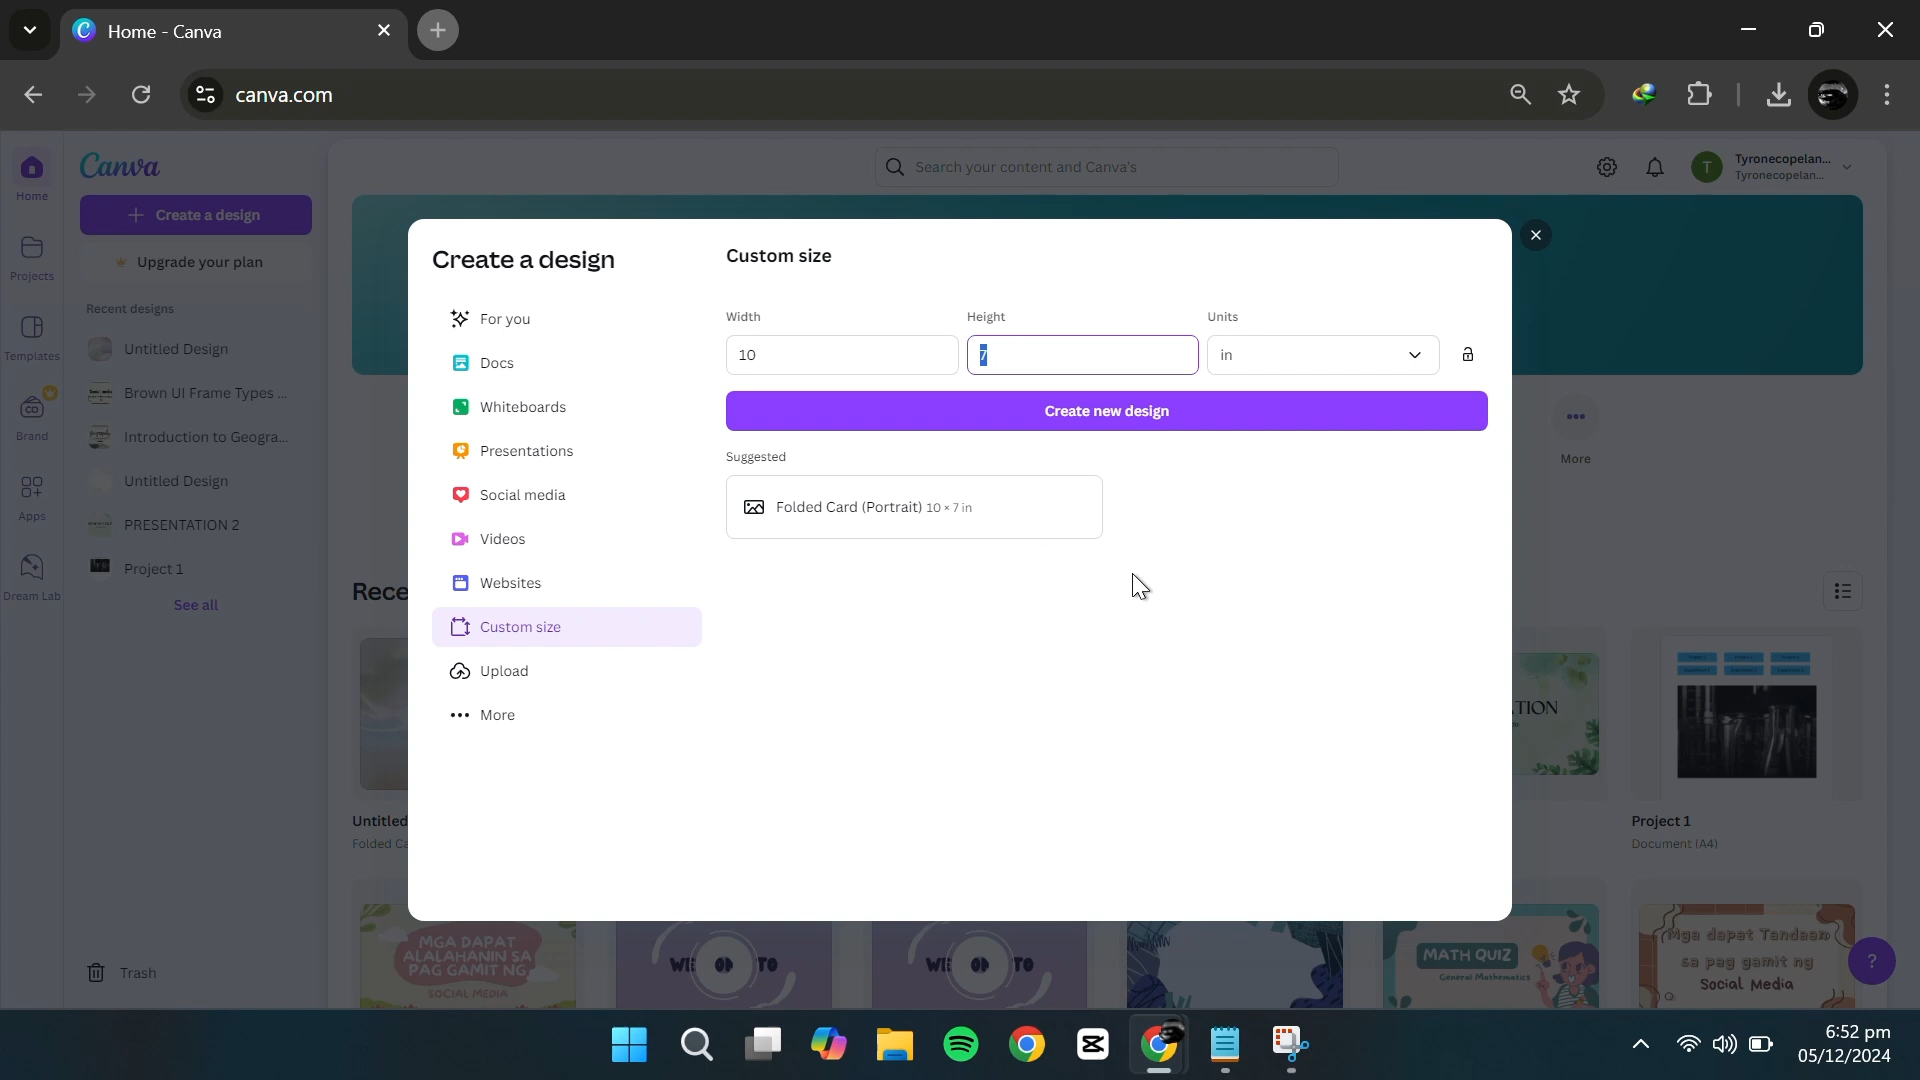 Home - Canva
canva.com
Canva
Search your content and Canva's
Tyronecopelan...
Tyronecopelan...
Home
Projects
Templates
Brand
Apps
Dream Lab
Create a design
Upgrade your plan
Recent designs
Untitled Design
Brown UI Frame Types ...
Introduction to Geogra...
Untitled Design
PRESENTATION 2
Project 1
See all
Trash
Create a design
For you
Docs
Whiteboards
Presentations
Social media
Videos
Websites
Custom size
Upload
More
Custom size
Width
Height
Units
10
7
in
Create new design
Suggested
Folded Card (Portrait) 10 × 7 in
More
Rece
Untitled
Folded Ca
TION
Project 1
Document (A4)
MGA DAPAT
ALALAHANIN SA
PAG GAMIT NG
SOCIAL MEDIA
MATH QUIZ
General Mathematics
Mga dapat Tandaan
sa pag gamit ng
Social Media
?
6:52 pm
05/12/2024